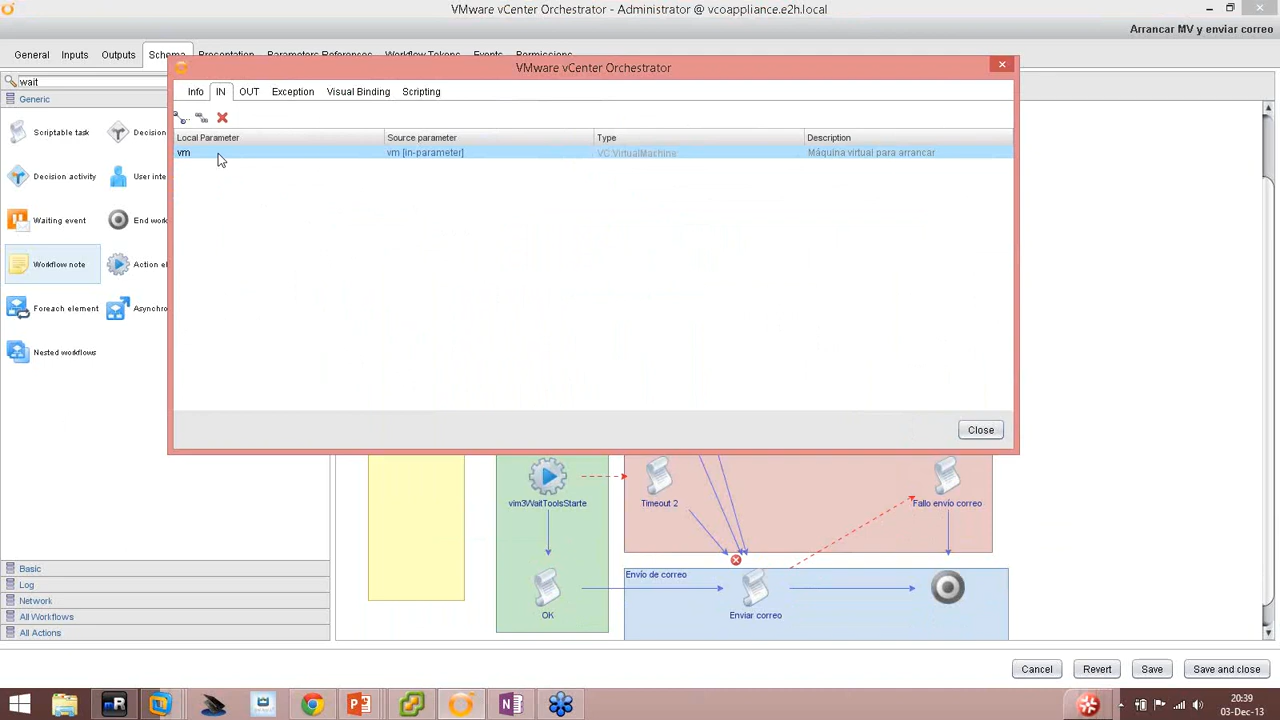 VMware vCenter Orchestrator - Administrator @ vcoappliance.e2h.local
Arrancar MV y enviar correo
General Inputs Outputs Schema Presentation Parameters References Workflow Tokens Events Permissions
wait
Generic
Scriptable task
Decision
Decision activity
User inte
Waiting event
End work
Workflow note
Action el
Foreach element
Asynchro
Nested workflows
Basic
Log
Network
All Workflows
All Actions
VMware vCenter Orchestrator
Info IN OUT Exception Visual Binding Scripting
Local Parameter Source parameter Type Description
vm vm [in-parameter] VC:VirtualMachine Máquina virtual para arrancar
Close
vim3WaitToolsStarte
Timeout 2
Fallo envío correo
Envío de correo
OK
Enviar correo
Cancel Revert Save Save and close
20:39
03-Dec-13